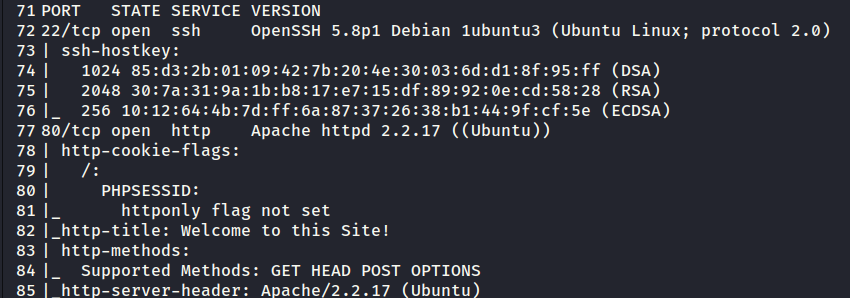 71 PORT   STATE SERVICE VERSION
72 22/tcp open  ssh     OpenSSH 5.8p1 Debian 1ubuntu3 (Ubuntu Linux; protocol 2.0)
73 | ssh-hostkey:
74 |   1024 85:d3:2b:01:09:42:7b:20:4e:30:03:6d:d1:8f:95:ff (DSA)
75 |   2048 30:7a:31:9a:1b:b8:17:e7:15:df:89:92:0e:cd:58:28 (RSA)
76 |_  256 10:12:64:4b:7d:ff:6a:87:37:26:38:b1:44:9f:cf:5e (ECDSA)
77 80/tcp open  http    Apache httpd 2.2.17 ((Ubuntu))
78 | http-cookie-flags:
79 |   /:
80 |     PHPSESSID:
81 |_      httponly flag not set
82 |_http-title: Welcome to this Site!
83 | http-methods:
84 |_  Supported Methods: GET HEAD POST OPTIONS
85 |_http-server-header: Apache/2.2.17 (Ubuntu)